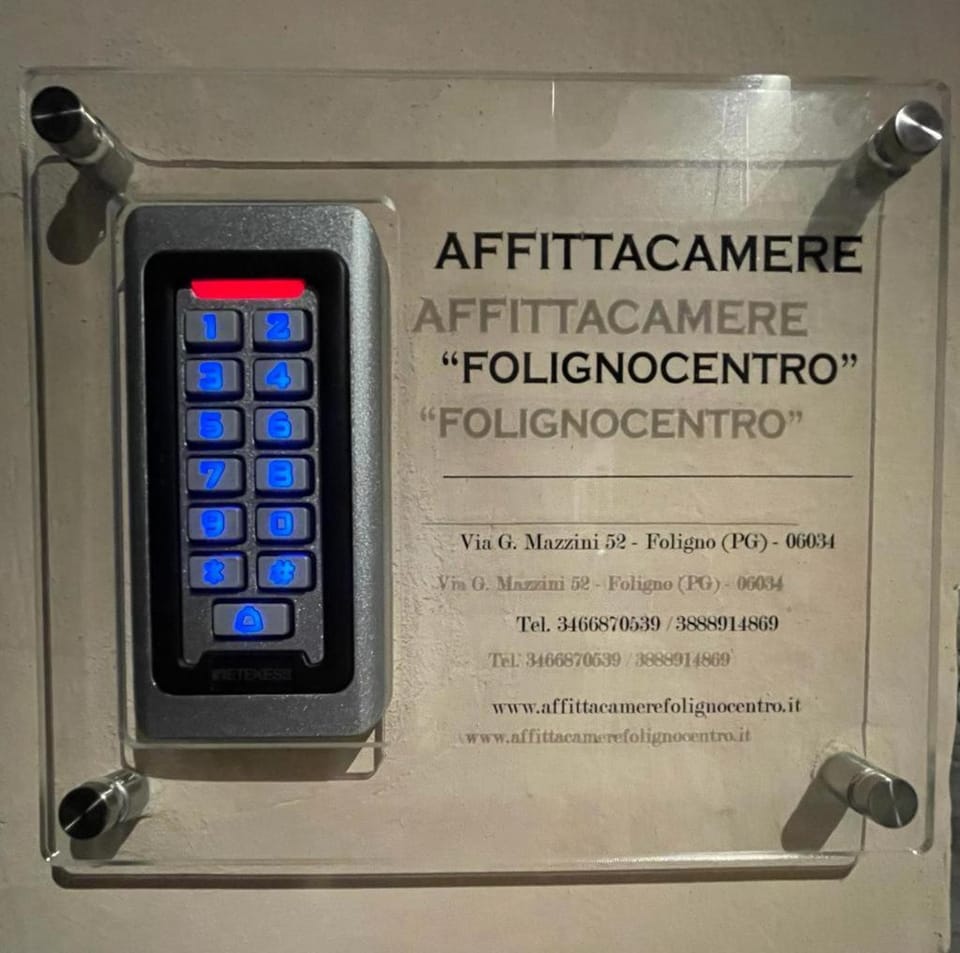 AFFITTACAMERE
“FOLIGNOCENTRO”
Via G. Mazzini 52 - Foligno (PG) - 06034
Tel. 3466870539 / 3888914869
www.affittacamerefolignocentro.it
1 2
3 4
5 6
7 8
9 0
* #
RETEKESS